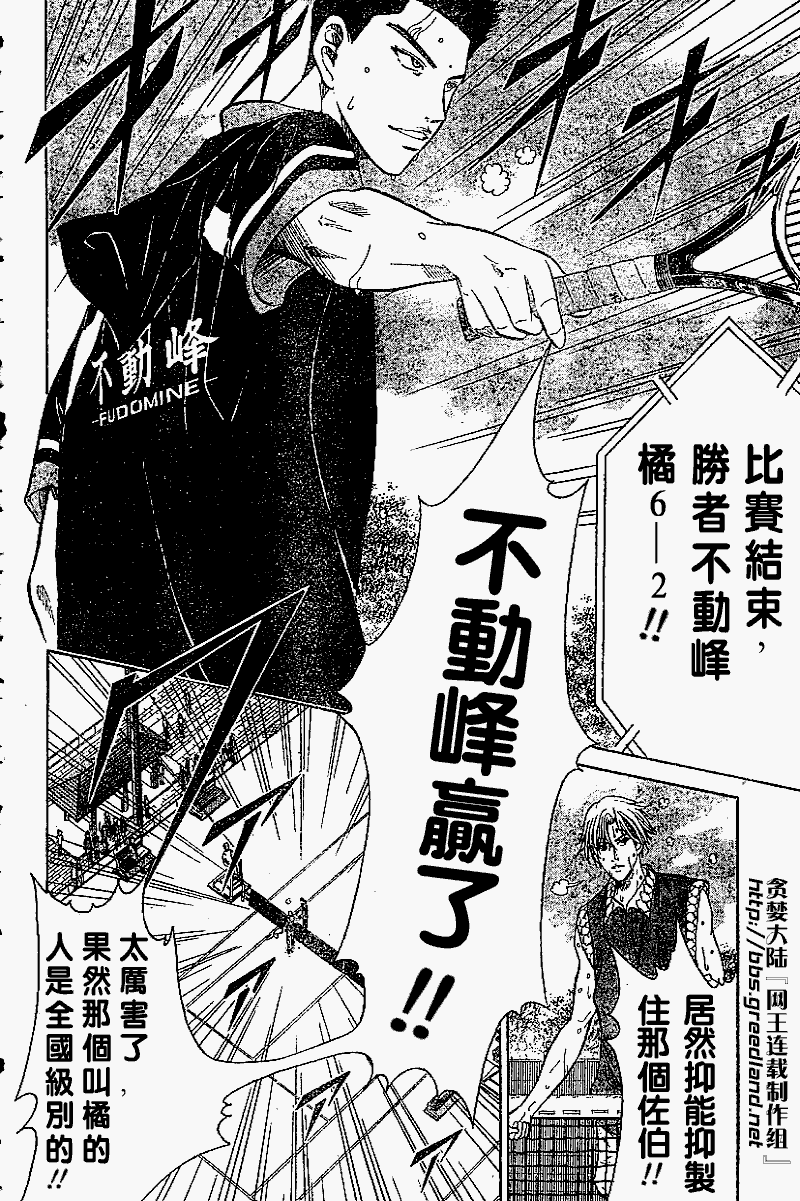 比賽結束，
勝者不動峰
橘6—2!!
不動峰
FUDOMINE
不動峰贏了!!
居然抑能抑製
住那個佐伯!!
太厲害了，
果然那個叫橘的
人是全國級別的!!
贪婪大陆『网王连载制作组』
http://bbs.greedland.net